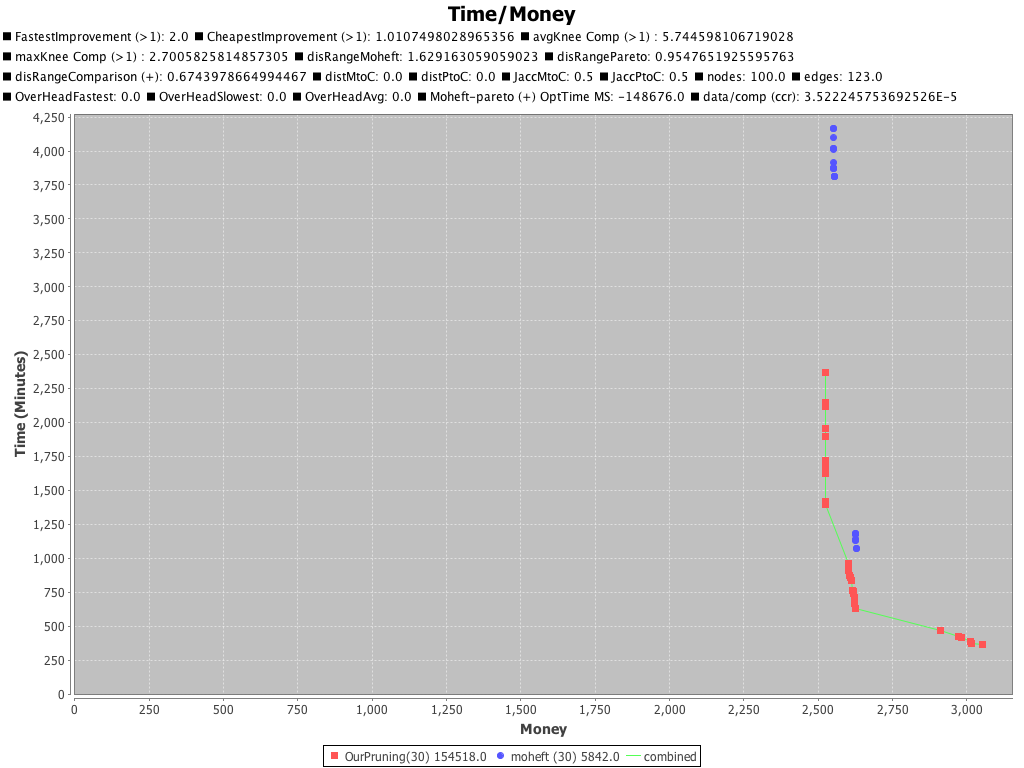 Time/Money
FastestImprovement (>1): 2.0 CheapestImprovement (>1): 1.0107498028965356 avgKnee Comp (>1) : 5.744598106719028
maxKnee Comp (>1) : 2.7005825814857305 disRangeMoheft: 1.629163059059023 disRangePareto: 0.9547651925595763
disRangeComparison (+): 0.6743978664994467 distMtoC: 0.0 distPtoC: 0.0 JaccMtoC: 0.5 JaccPtoC: 0.5 nodes: 100.0 edges: 123.0
OverHeadFastest: 0.0 OverHeadSlowest: 0.0 OverHeadAvg: 0.0 Moheft-pareto (+) OptTime MS: -148676.0 data/comp (ccr): 3.522245753692526E-5
4,250
4,000
3,750
3,500
3,250
3,000
2,750
2,500
2,250
2,000
1,750
1,500
1,250
1,000
750
500
250
0
Time (Minutes)
0 250 500 750 1,000 1,250 1,500 1,750 2,000 2,250 2,500 2,750 3,000
Money
OurPruning(30) 154518.0 moheft (30) 5842.0 combined